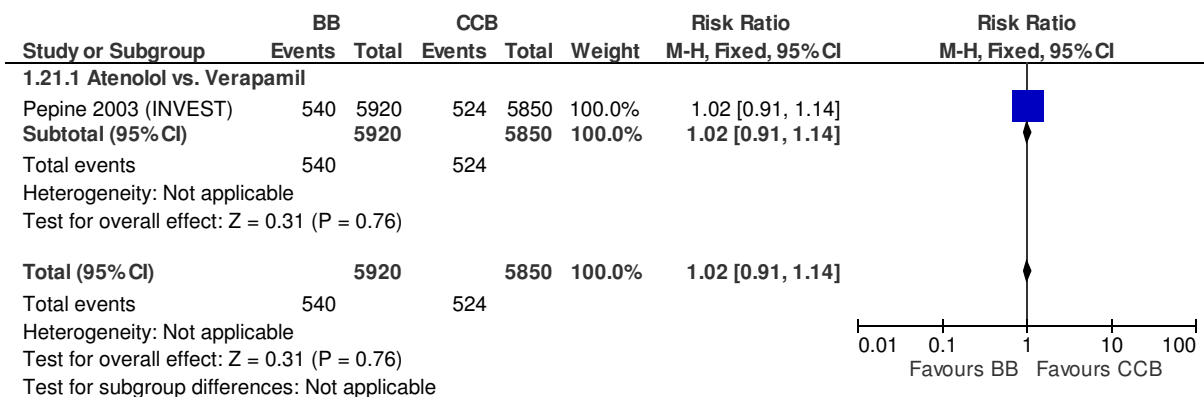 BB CCB Risk Ratio Risk Ratio
Study or Subgroup Events Total Events Total Weight M-H, Fixed, 95% CI M-H, Fixed, 95% CI
1.21.1 Atenolol vs. Verapamil
Pepine 2003 (INVEST) 540 5920 524 5850 100.0% 1.02 [0.91, 1.14]
Subtotal (95% CI) 5920 5850 100.0% 1.02 [0.91, 1.14]
Total events 540 524
Heterogeneity: Not applicable
Test for overall effect: Z = 0.31 (P = 0.76)
Total (95% CI) 5920 5850 100.0% 1.02 [0.91, 1.14]
Total events 540 524
Heterogeneity: Not applicable
Test for overall effect: Z = 0.31 (P = 0.76)
Test for subgroup differences: Not applicable
0.01 0.1 1 10 100
Favours BB Favours CCB